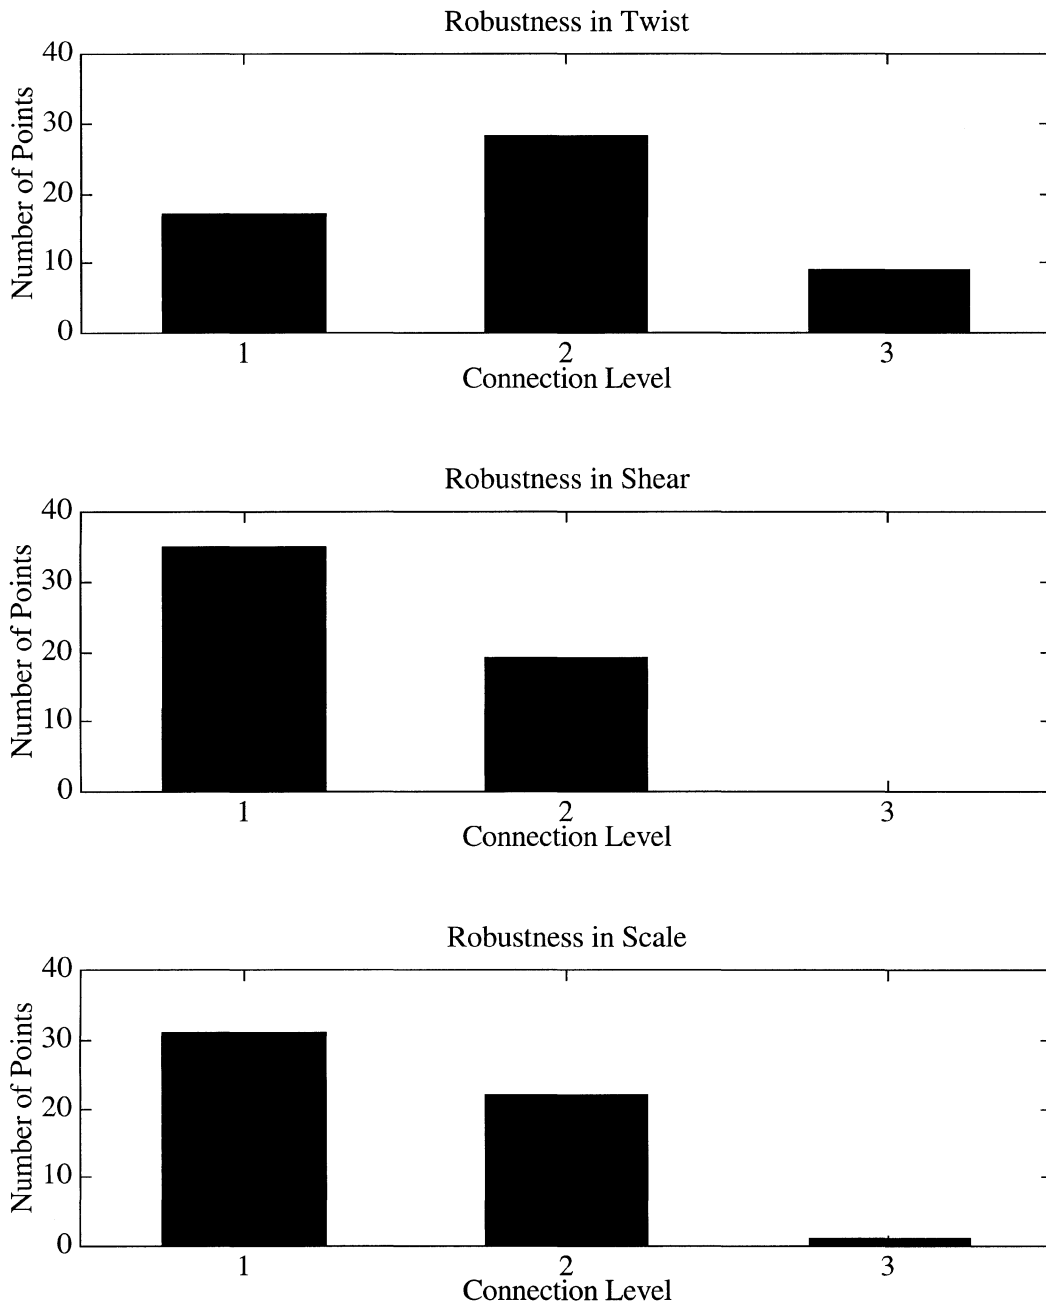 Robustness in Twist
40
30
20
10
0
Number of Points
1 2 3
Connection Level
Robustness in Shear
40
30
20
10
0
Number of Points
1 2 3
Connection Level
Robustness in Scale
40
30
20
10
0
Number of Points
1 2 3
Connection Level